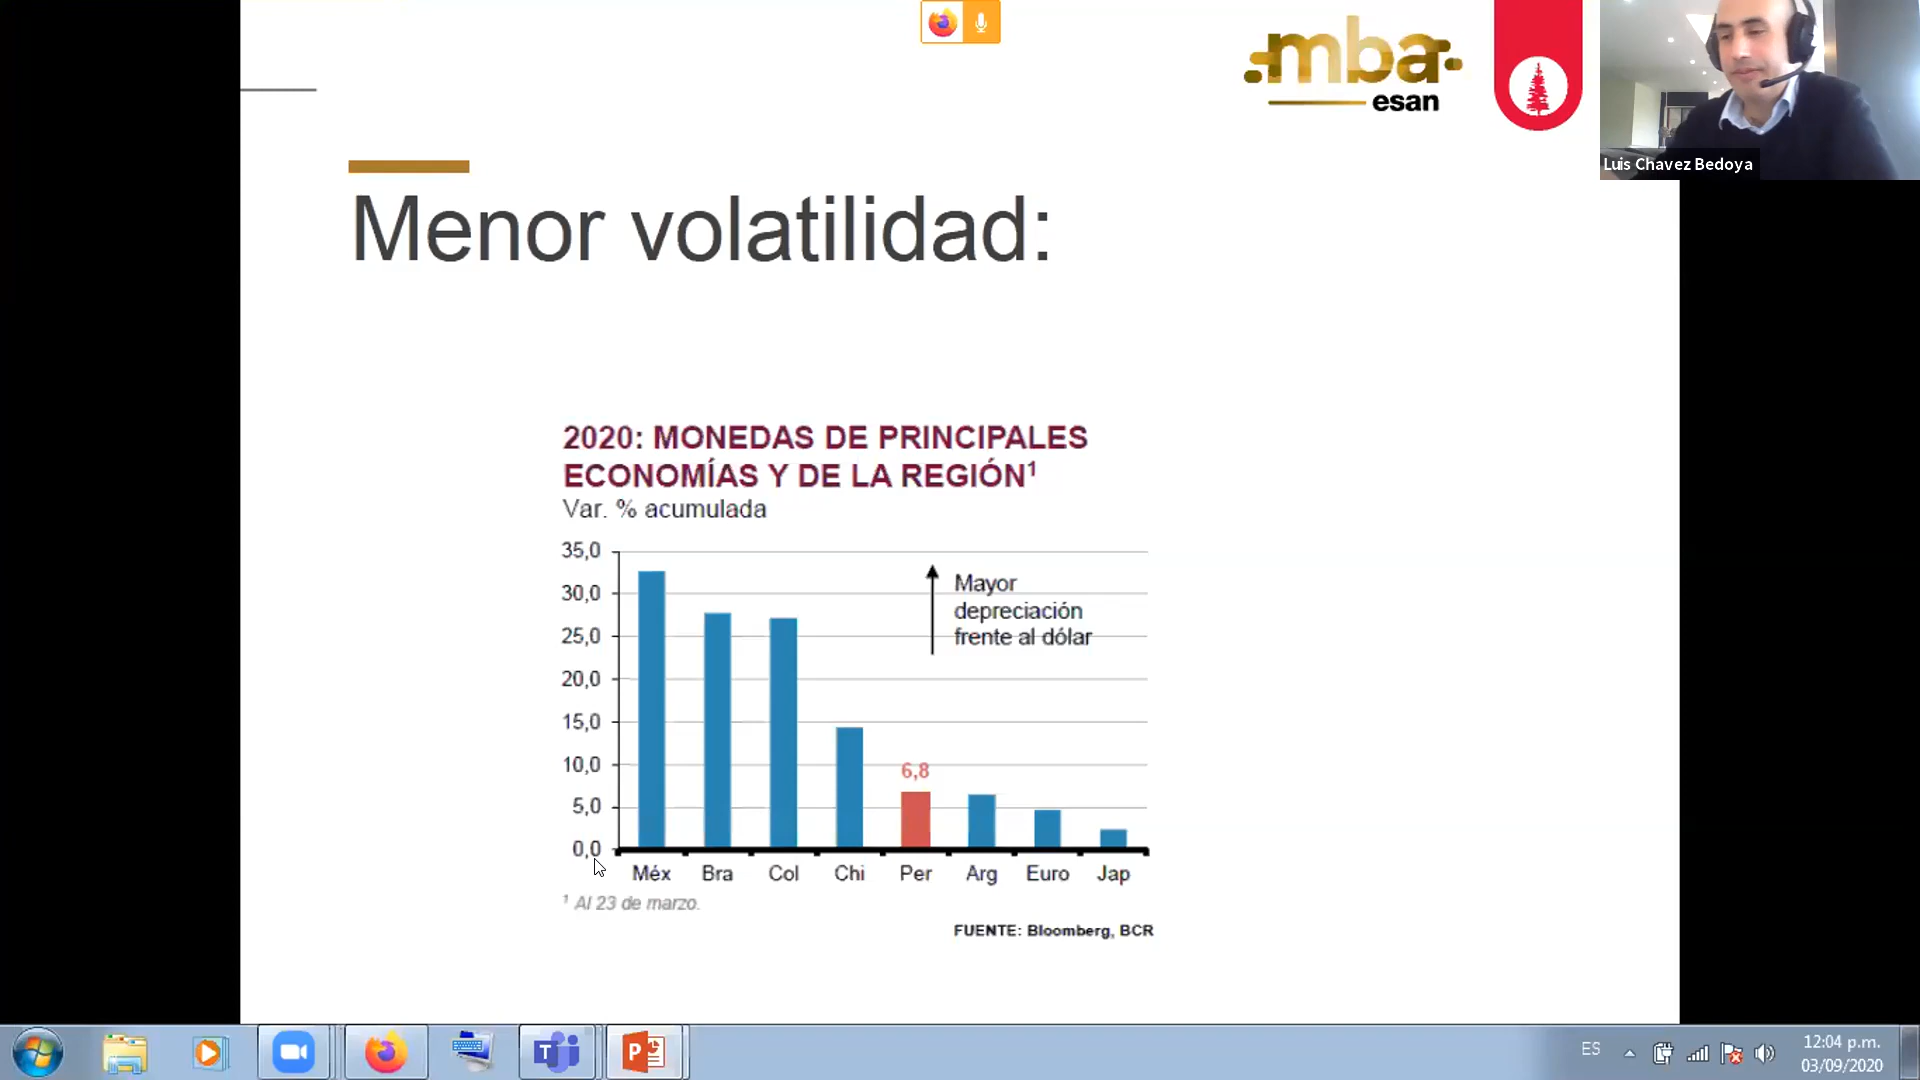 mba
esan
Luis Chavez Bedoya
Menor volatilidad:
2020: MONEDAS DE PRINCIPALES
ECONOMÍAS Y DE LA REGIÓN¹
Var. % acumulada
35,0
30,0
25,0
20,0
15,0
10,0
5,0
0,0
Mayor
depreciación
frente al dólar
6,8
Méx Bra Col Chi Per Arg Euro Jap
¹ Al 23 de marzo.
FUENTE: Bloomberg, BCR
ES
12:04 p.m.
03/09/2020